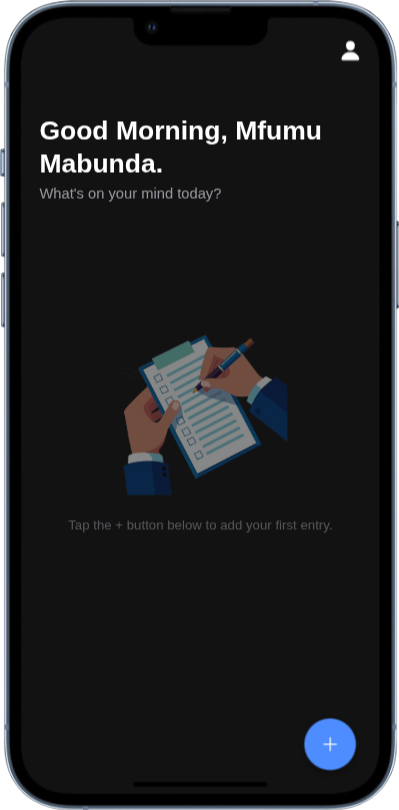 Good Morning, Mfumu
Mabunda.
What's on your mind today?
Tap the + button below to add your first entry.
+